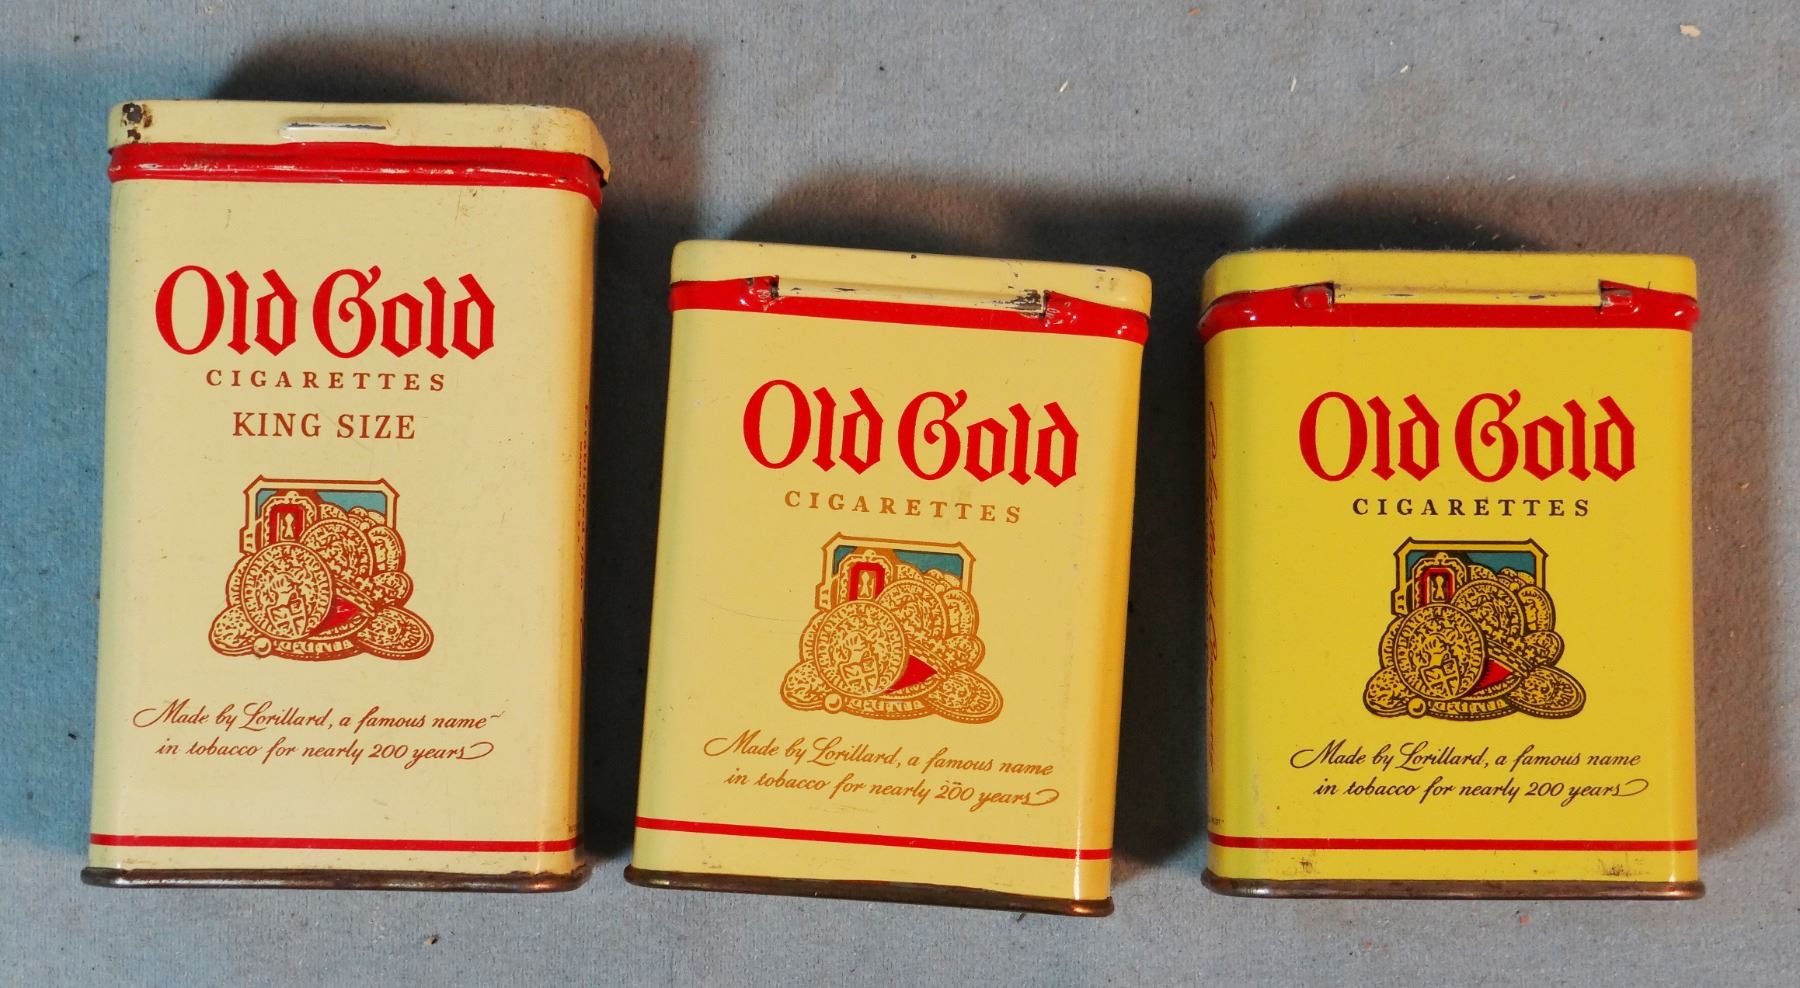 Old Gold
CIGARETTES
KING SIZE
Made by Lorillard, a famous name
in tobacco for nearly 200 years
Old Gold
CIGARETTES
Made by Lorillard, a famous name
in tobacco for nearly 200 years
Old Gold
CIGARETTES
Made by Lorillard, a famous name
in tobacco for nearly 200 years